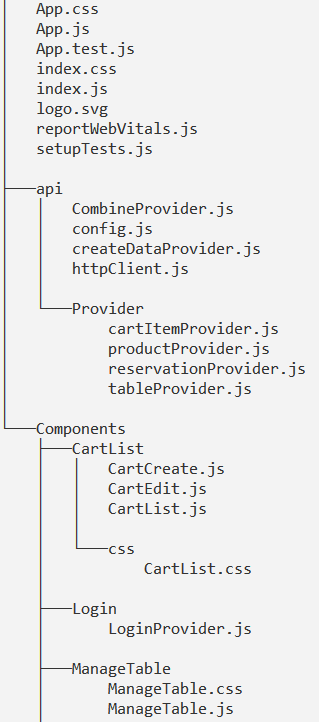 App.css
App.js
App.test.js
index.css
index.js
logo.svg
reportWebVitals.js
setupTests.js
api
CombineProvider.js
config.js
createDataProvider.js
httpClient.js
Provider
cartItemProvider.js
productProvider.js
reservationProvider.js
tableProvider.js
Components
CartList
CartCreate.js
CartEdit.js
CartList.js
css
CartList.css
Login
LoginProvider.js
ManageTable
ManageTable.css
ManageTable.js